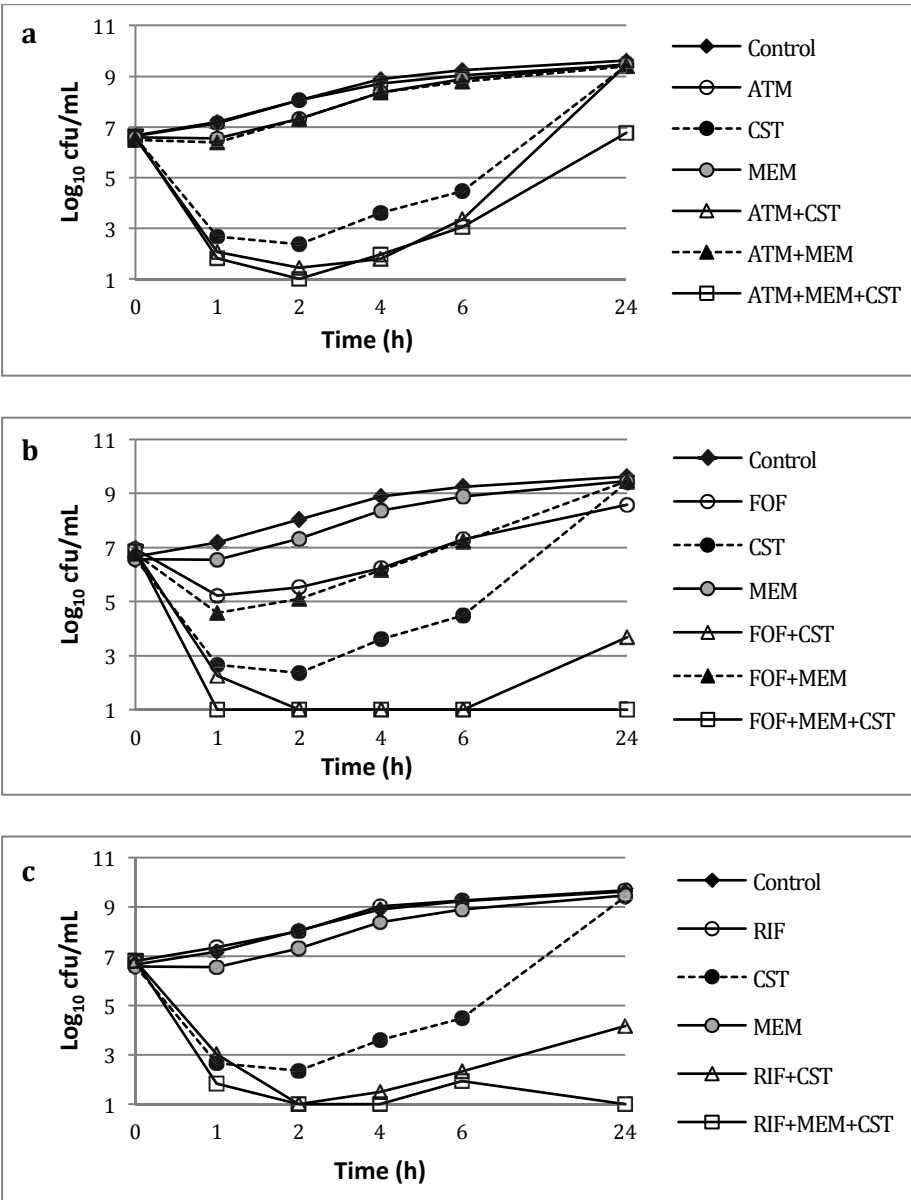 a
11
9
7
5
3
1
Log10 cfu/mL
0 1 2 4 6 24
Time (h)
Control
ATM
CST
MEM
ATM+CST
ATM+MEM
ATM+MEM+CST
b
11
9
7
5
3
1
Log10 cfu/mL
0 1 2 4 6 24
Time (h)
Control
FOF
CST
MEM
FOF+CST
FOF+MEM
FOF+MEM+CST
c
11
9
7
5
3
1
Log10 cfu/mL
0 1 2 4 6 24
Time (h)
Control
RIF
CST
MEM
RIF+CST
RIF+MEM+CST